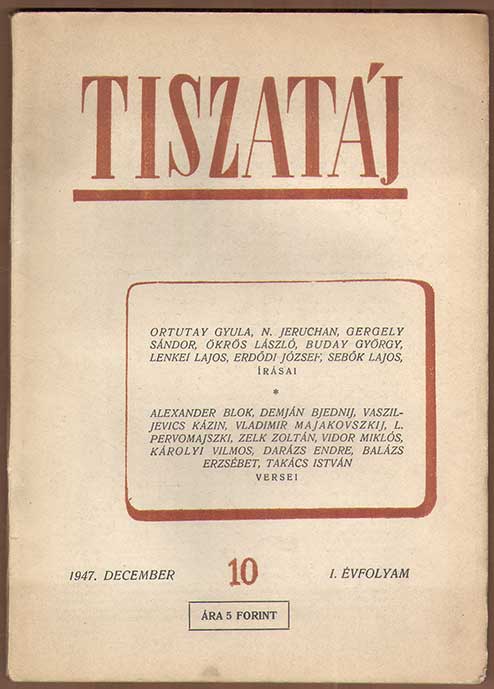 TISZATÁJ
ORTUTAY GYULA, N. JERUCHAN, GERGELY
SÁNDOR, ÖKRÖS LÁSZLÓ, BUDAY GYÖRGY,
LENKEI LAJOS, ERDŐDI JÓZSEF, SEBŐK LAJOS,
ÍRÁSAI
*
ALEXANDER BLOK, DEMJÁN BJEDNIJ, VASZIL-
JEVICS KÁZIN, VLADIMIR MAJAKOVSZKIJ, L.
PERVOMAJSZKI, ZELK ZOLTÁN, VIDOR MIKLÓS,
KÁROLYI VILMOS, DARÁZS ENDRE, BALÁZS
ERZSÉBET, TAKÁCS ISTVÁN
VERSEI
1947. DECEMBER 10 I. ÉVFOLYAM
ÁRA 5 FORINT